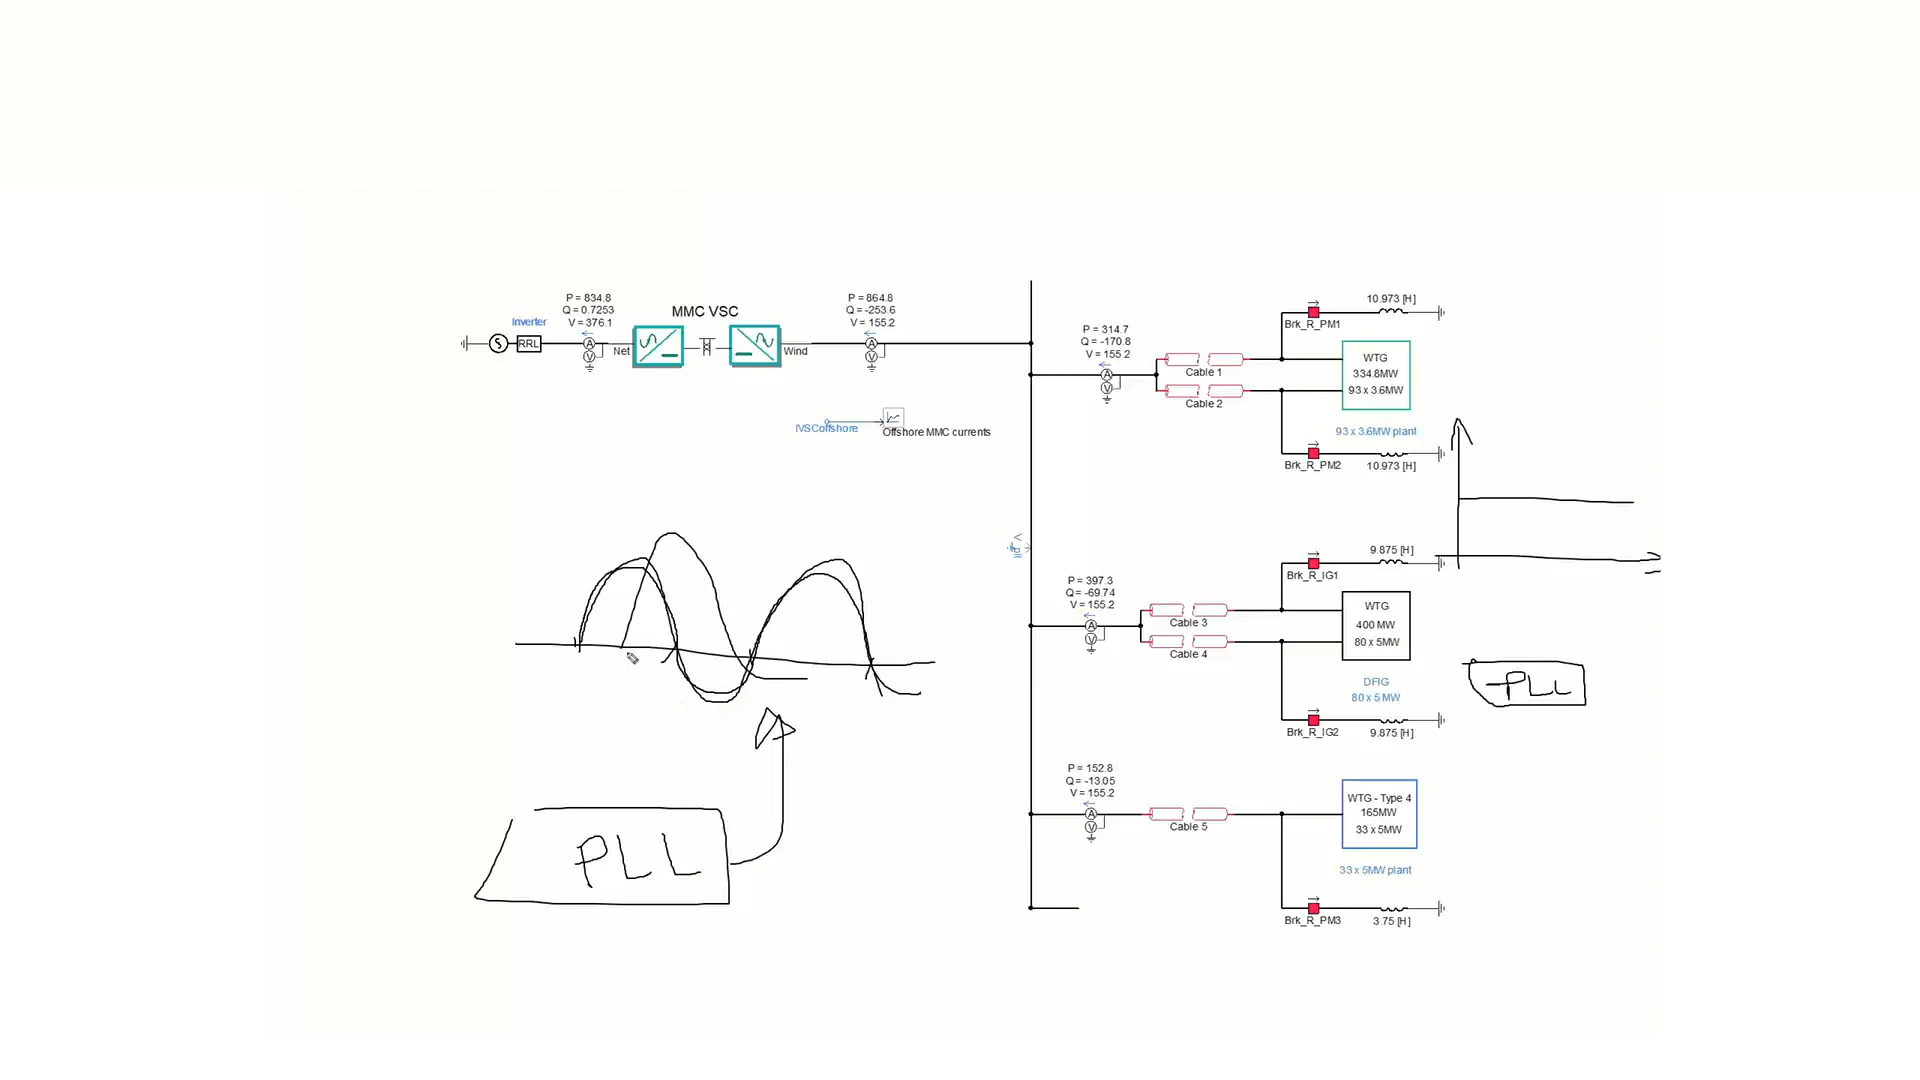 P = 834.8
Q = 0.7253
V = 376.1
Inverter
RRL
A
V
Net
MMC VSC
Wind
P = 864.8
Q = -253.6
V = 155.2
A
V
IVSCoffshore
Offshore MMC currents
P = 314.7
Q = -170.8
V = 155.2
A
V
Cable 1
Cable 2
Brk_R_PM1
10.973 [H]
WTG
334.8MW
93 x 3.6MW
93 x 3.6MW plant
Brk_R_PM2
10.973 [H]
V_pll
P = 397.3
Q = -69.74
V = 155.2
A
V
Cable 3
Cable 4
Brk_R_IG1
9.875 [H]
WTG
400 MW
80 x 5MW
DFIG
80 x 5 MW
Brk_R_IG2
9.875 [H]
PLL
P = 152.8
Q = -13.05
V = 155.2
A
V
Cable 5
WTG - Type 4
165MW
33 x 5MW
33 x 5MW plant
Brk_R_PM3
3.75 [H]
PLL